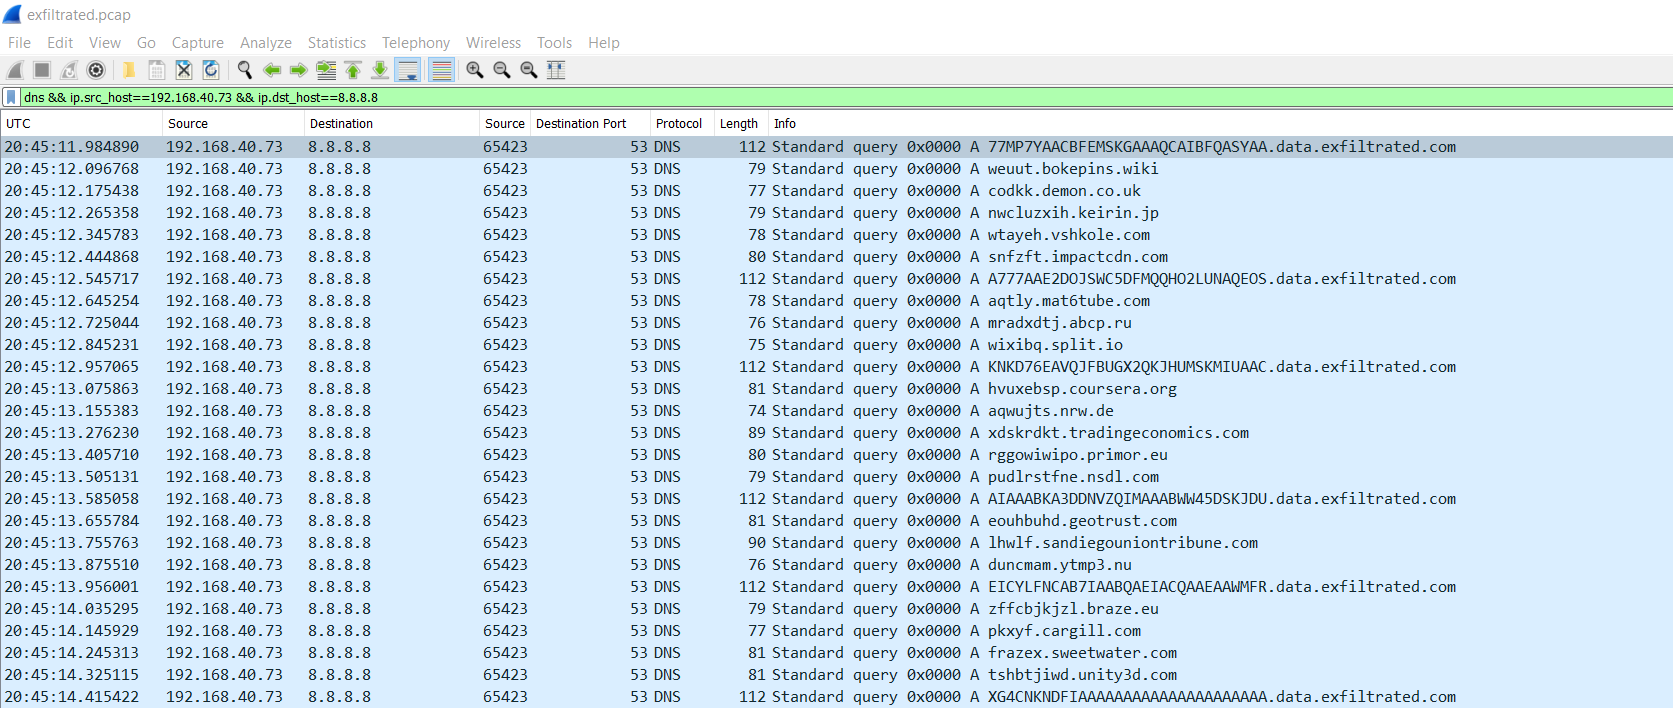 exfiltrated.pcap
File Edit View Go Capture Analyze Statistics Telephony Wireless Tools Help
dns && ip.src_host==192.168.40.73 && ip.dst_host==8.8.8.8
UTC Source Destination Source Destination Port Protocol Length Info
20:45:11.984890 192.168.40.73 8.8.8.8 65423 53 DNS 112 Standard query 0x0000 A 77MP7YAACBFEMSKGAAAQCAIBFQASYAA.data.exfiltrated.com
20:45:12.096768 192.168.40.73 8.8.8.8 65423 53 DNS 79 Standard query 0x0000 A weuut.bokepins.wiki
20:45:12.175438 192.168.40.73 8.8.8.8 65423 53 DNS 77 Standard query 0x0000 A codkk.demon.co.uk
20:45:12.265358 192.168.40.73 8.8.8.8 65423 53 DNS 79 Standard query 0x0000 A nwcluzxih.keirin.jp
20:45:12.345783 192.168.40.73 8.8.8.8 65423 53 DNS 78 Standard query 0x0000 A wtayeh.vshkole.com
20:45:12.444868 192.168.40.73 8.8.8.8 65423 53 DNS 80 Standard query 0x0000 A snfzft.impactcdn.com
20:45:12.545717 192.168.40.73 8.8.8.8 65423 53 DNS 112 Standard query 0x0000 A A777AAE2DOJSWC5DFMQQHO2LUNAQEOS.data.exfiltrated.com
20:45:12.645254 192.168.40.73 8.8.8.8 65423 53 DNS 78 Standard query 0x0000 A aqtly.mat6tube.com
20:45:12.725044 192.168.40.73 8.8.8.8 65423 53 DNS 76 Standard query 0x0000 A mradxdtj.abcp.ru
20:45:12.845231 192.168.40.73 8.8.8.8 65423 53 DNS 75 Standard query 0x0000 A wixibq.split.io
20:45:12.957065 192.168.40.73 8.8.8.8 65423 53 DNS 112 Standard query 0x0000 A KNKD76EAVQJFBUGX2QKJHUMSKMIUAAC.data.exfiltrated.com
20:45:13.075863 192.168.40.73 8.8.8.8 65423 53 DNS 81 Standard query 0x0000 A hvuxebsp.coursera.org
20:45:13.155383 192.168.40.73 8.8.8.8 65423 53 DNS 74 Standard query 0x0000 A aqwujts.nrw.de
20:45:13.276230 192.168.40.73 8.8.8.8 65423 53 DNS 89 Standard query 0x0000 A xdskrdkt.tradingeconomics.com
20:45:13.405710 192.168.40.73 8.8.8.8 65423 53 DNS 80 Standard query 0x0000 A rggowiwipo.primor.eu
20:45:13.505131 192.168.40.73 8.8.8.8 65423 53 DNS 79 Standard query 0x0000 A pudlrstfne.nsdl.com
20:45:13.585058 192.168.40.73 8.8.8.8 65423 53 DNS 112 Standard query 0x0000 A AIAAABKA3DDNVZQIMAAABWW45DSKJDU.data.exfiltrated.com
20:45:13.655784 192.168.40.73 8.8.8.8 65423 53 DNS 81 Standard query 0x0000 A eouhbuhd.geotrust.com
20:45:13.755763 192.168.40.73 8.8.8.8 65423 53 DNS 90 Standard query 0x0000 A lhwlf.sandiegouniontribune.com
20:45:13.875510 192.168.40.73 8.8.8.8 65423 53 DNS 76 Standard query 0x0000 A duncmam.ytmp3.nu
20:45:13.956001 192.168.40.73 8.8.8.8 65423 53 DNS 112 Standard query 0x0000 A EICYLFNCAB7IAABQAEIACQAAEAAWMFR.data.exfiltrated.com
20:45:14.035295 192.168.40.73 8.8.8.8 65423 53 DNS 79 Standard query 0x0000 A zffcbjkjzl.braze.eu
20:45:14.145929 192.168.40.73 8.8.8.8 65423 53 DNS 77 Standard query 0x0000 A pkxyf.cargill.com
20:45:14.245313 192.168.40.73 8.8.8.8 65423 53 DNS 81 Standard query 0x0000 A frazex.sweetwater.com
20:45:14.325115 192.168.40.73 8.8.8.8 65423 53 DNS 81 Standard query 0x0000 A tshbtjiwd.unity3d.com
20:45:14.415422 192.168.40.73 8.8.8.8 65423 53 DNS 112 Standard query 0x0000 A XG4CNKNDFIAAAAAAAAAAAAAAAAAAAAA.data.exfiltrated.com